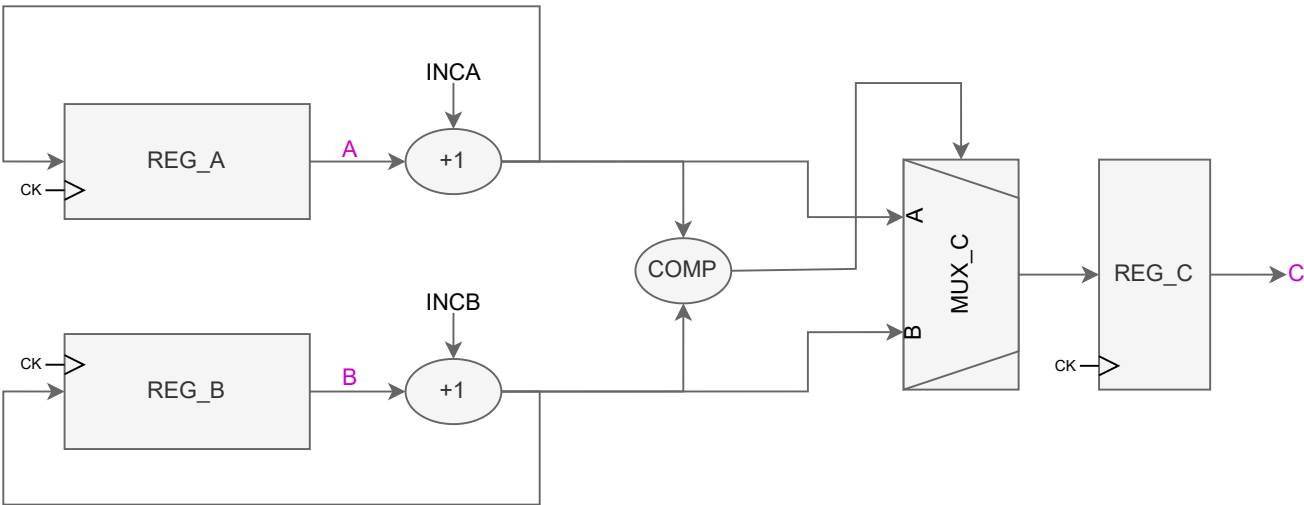 INCA
REG_A
CK
A
+1
COMP
INCB
REG_B
CK
B
+1
A
B
MUX_C
REG_C
CK
C